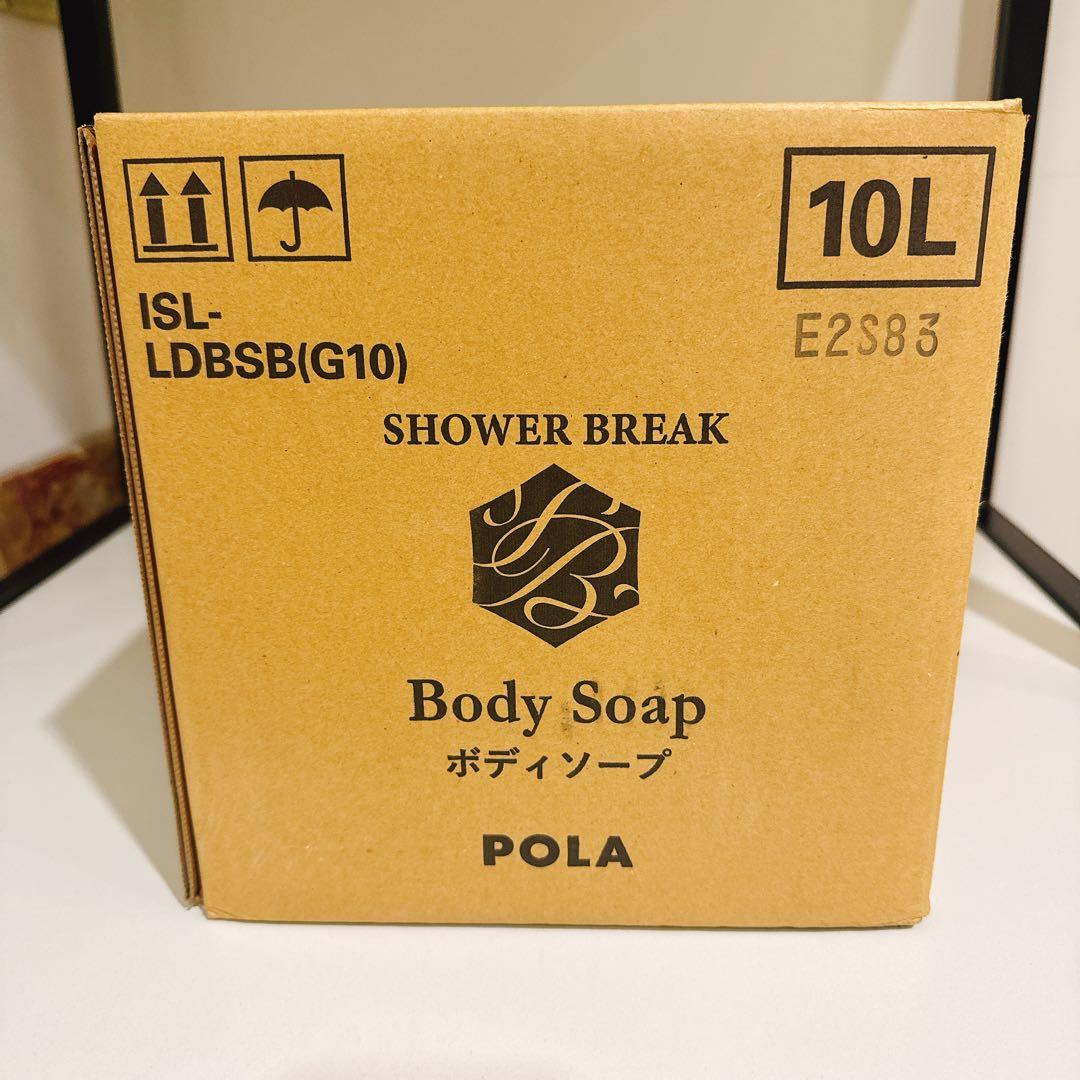 10L
ISL-
LDBSB(G10)
E2S83
SHOWER BREAK
Body Soap
ボディソープ
POLA